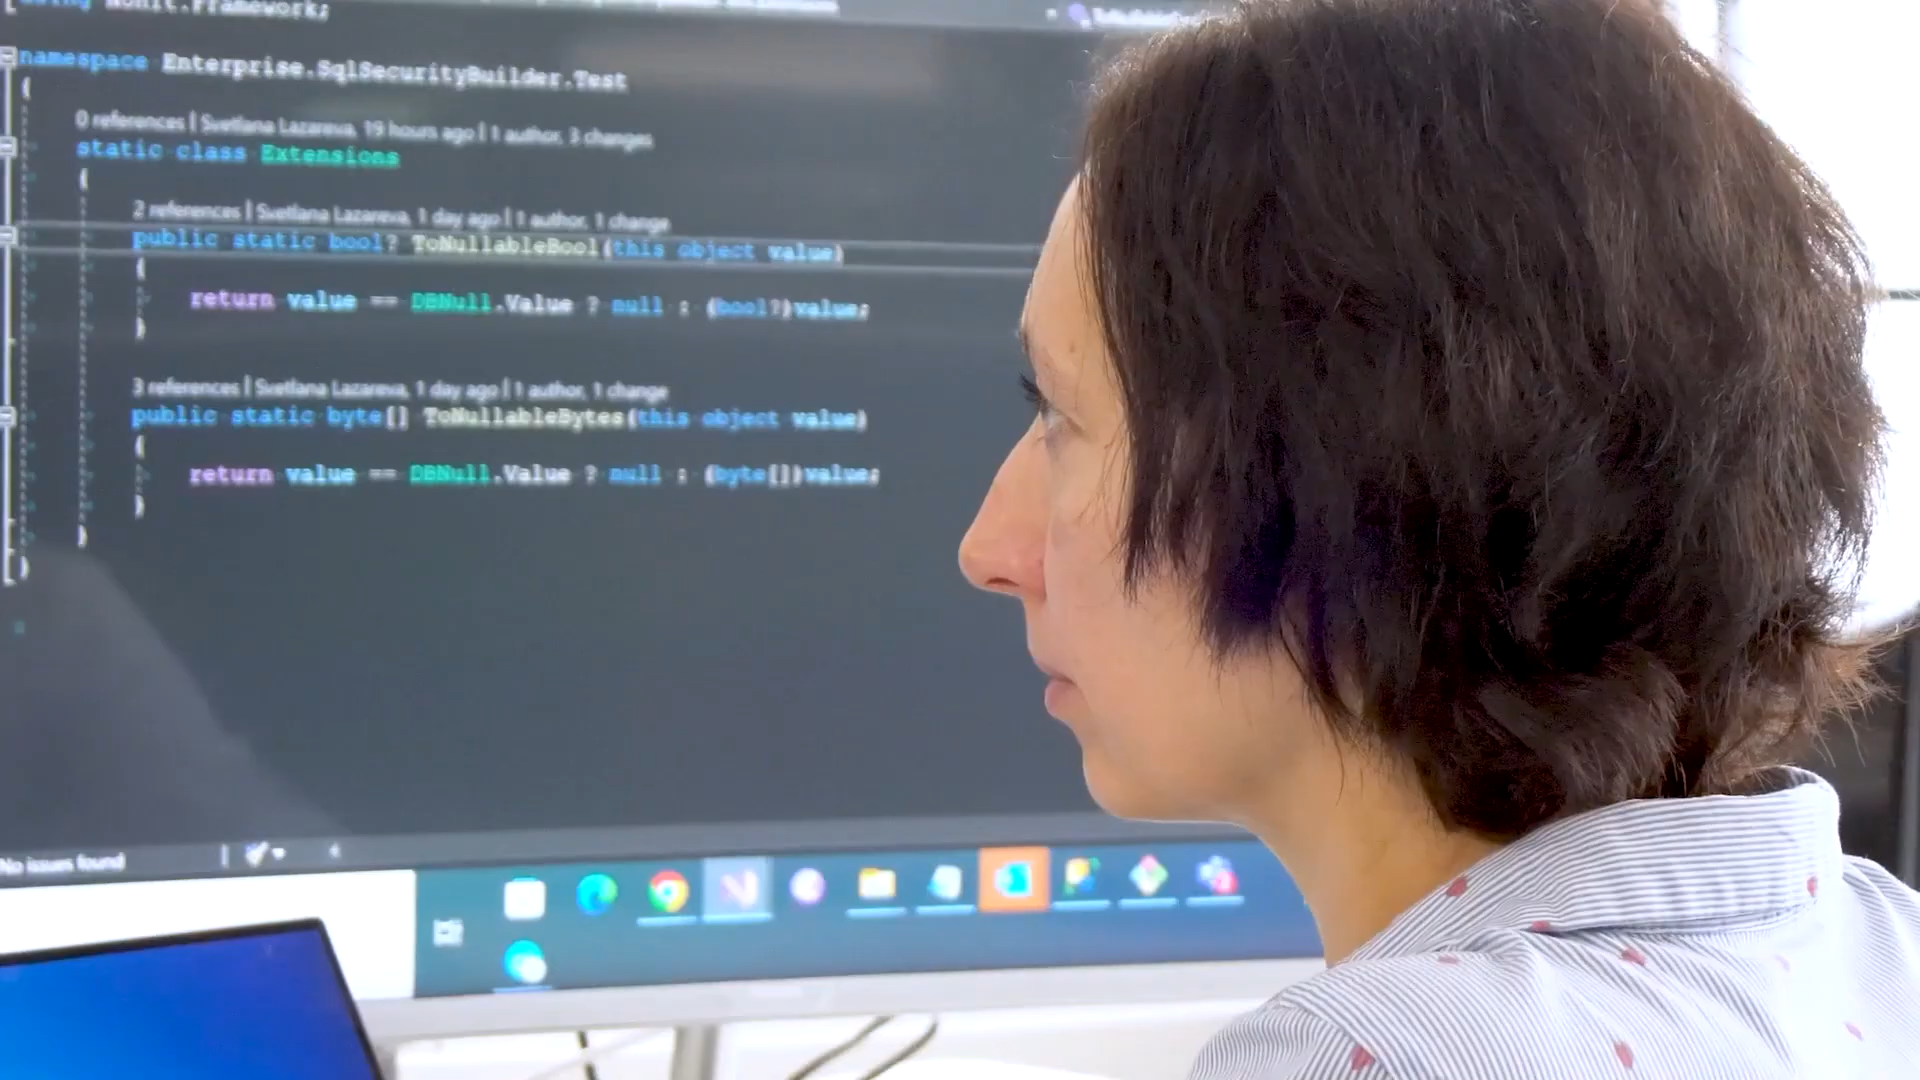 using NUnit.Framework;
namespace Enterprise.SqlSecurityBuilder.Test
{
0 references | Svetlana Lazareva, 19 hours ago | 1 author, 3 changes
static class Extensions
{
2 references | Svetlana Lazareva, 1 day ago | 1 author, 1 change
public static bool? ToNullableBool(this object value)
{
return value == DBNull.Value ? null : (bool?)value;
}
3 references | Svetlana Lazareva, 1 day ago | 1 author, 1 change
public static byte[] ToNullableBytes(this object value)
{
return value == DBNull.Value ? null : (byte[])value;
}
}
}
No issues found